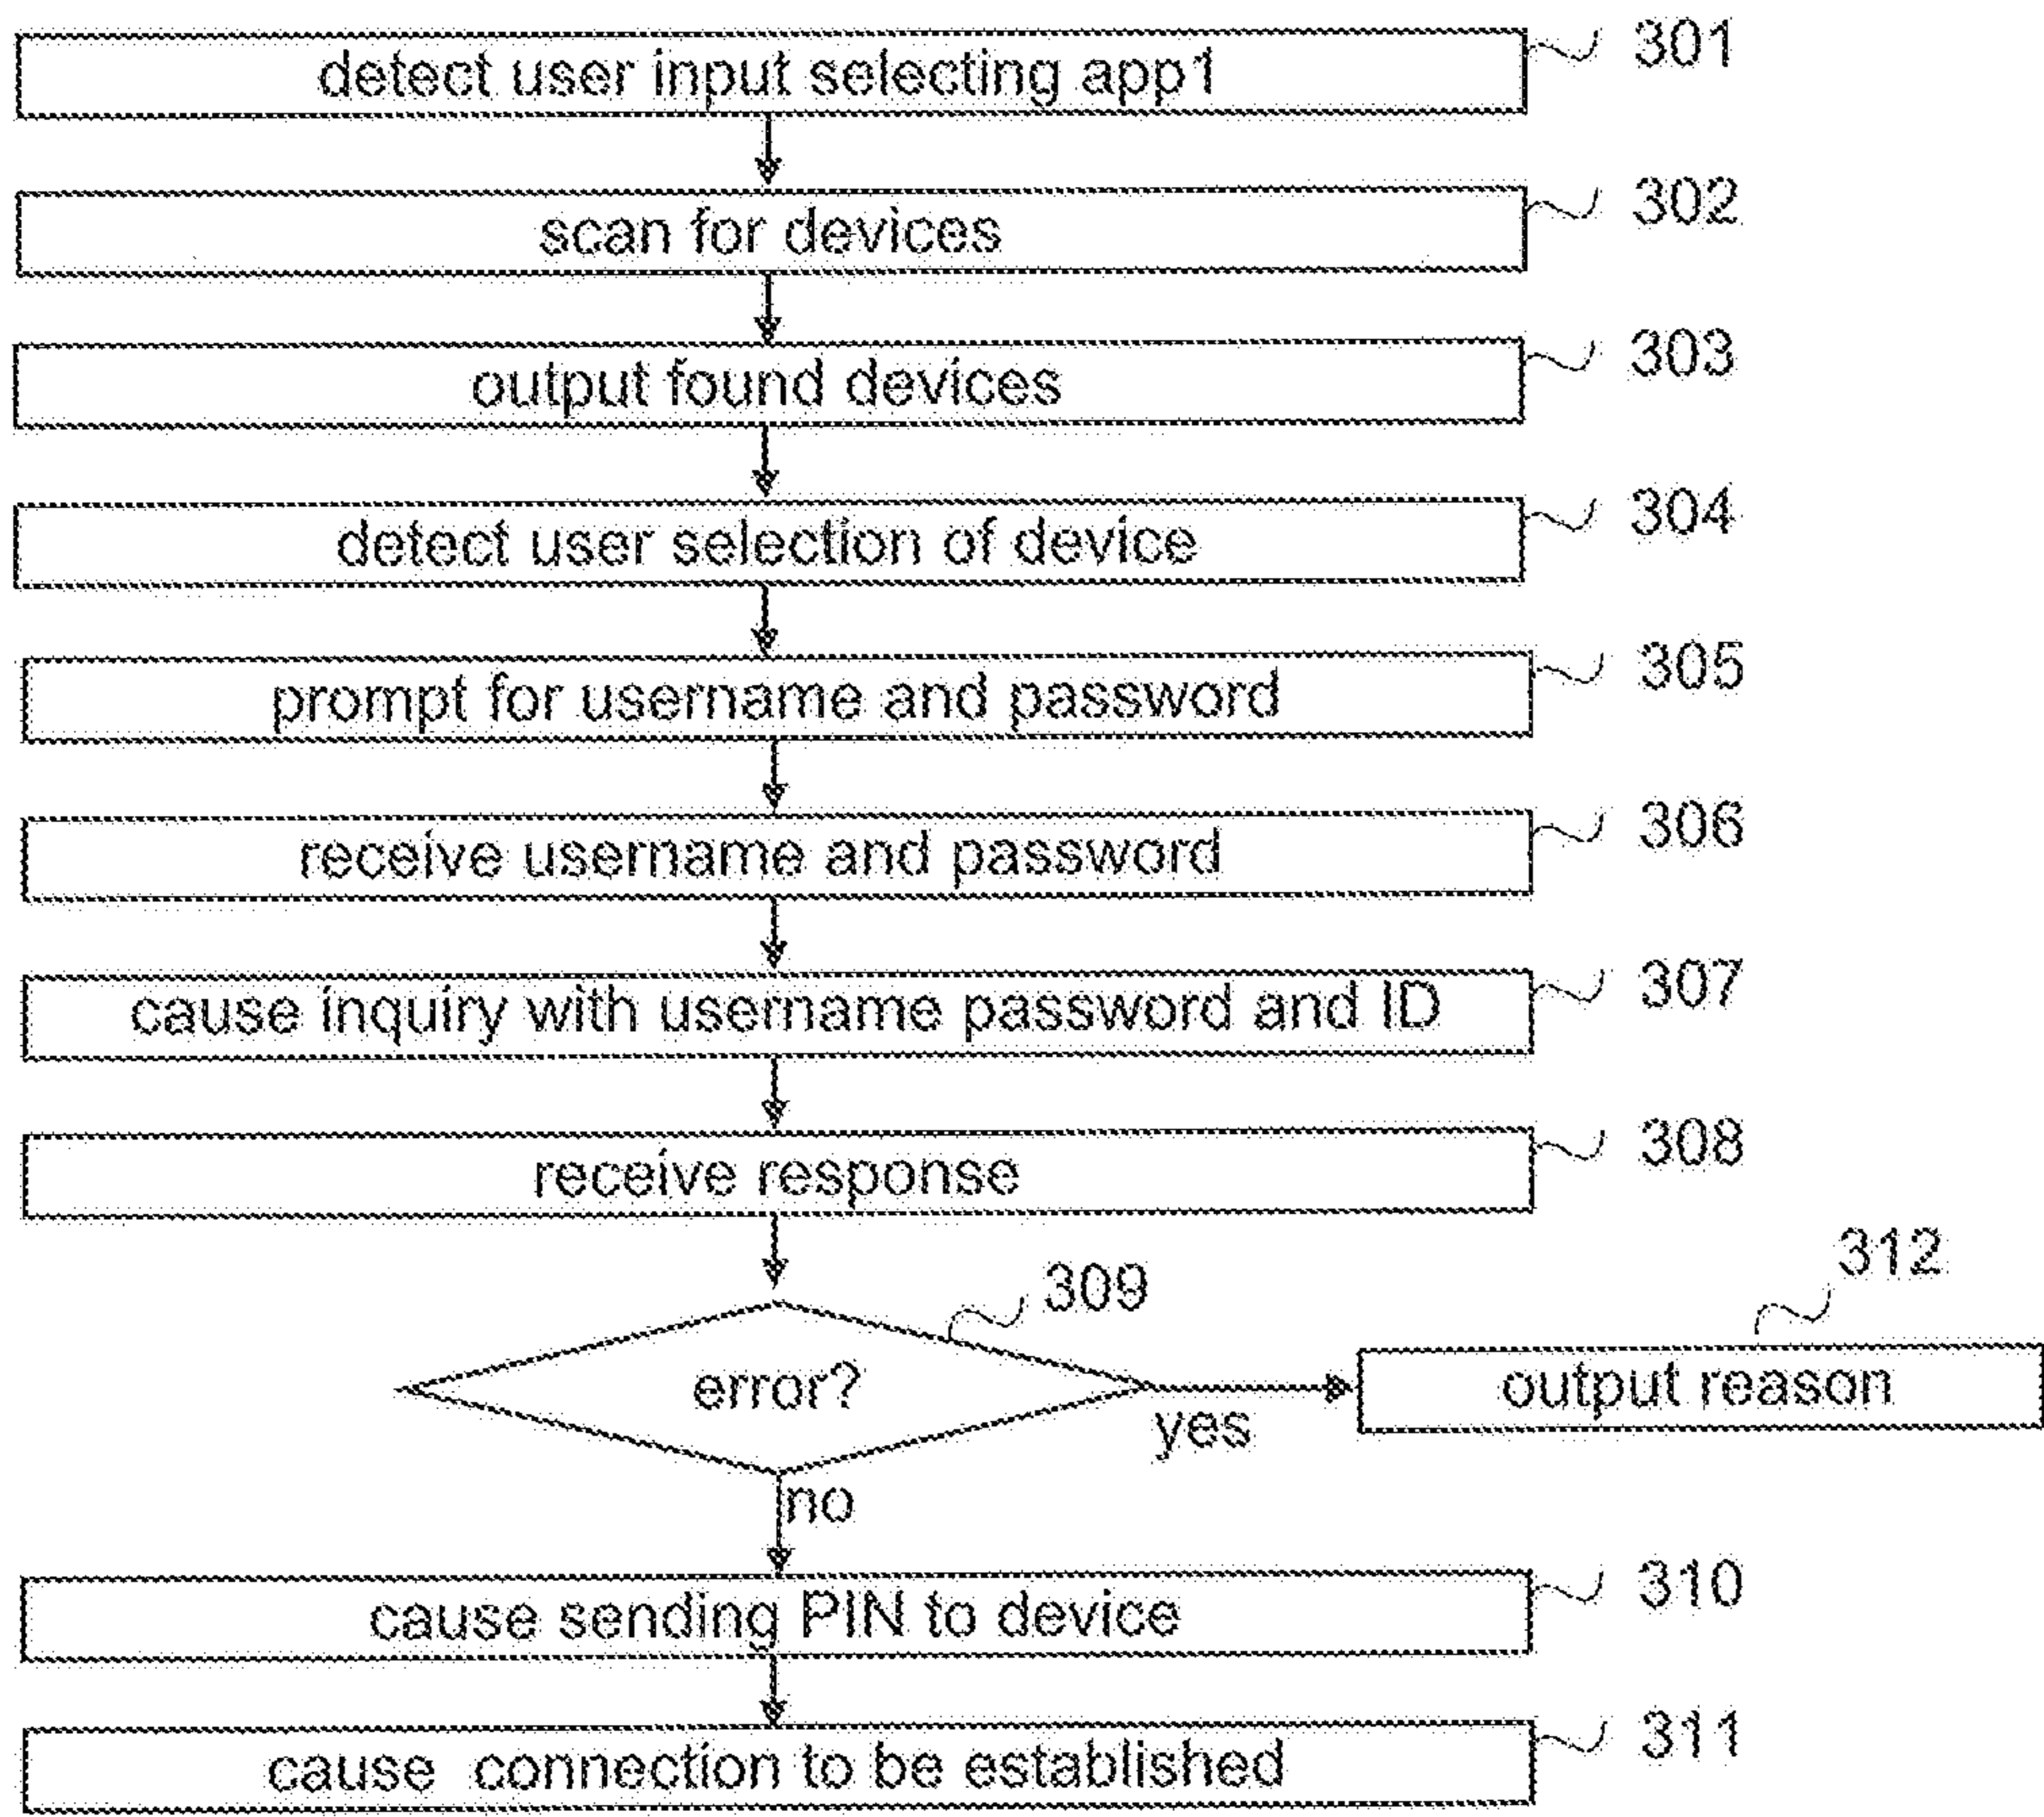 detect user input selecting app1
301
scan for devices
302
output found devices
303
detect user selection of device
304
prompt for username and password
305
receive username and password
306
cause inquiry with username password and ID
307
receive response
308
309
312
error?
yes
output reason
no
cause sending PIN to device
310
cause connection to be established
311